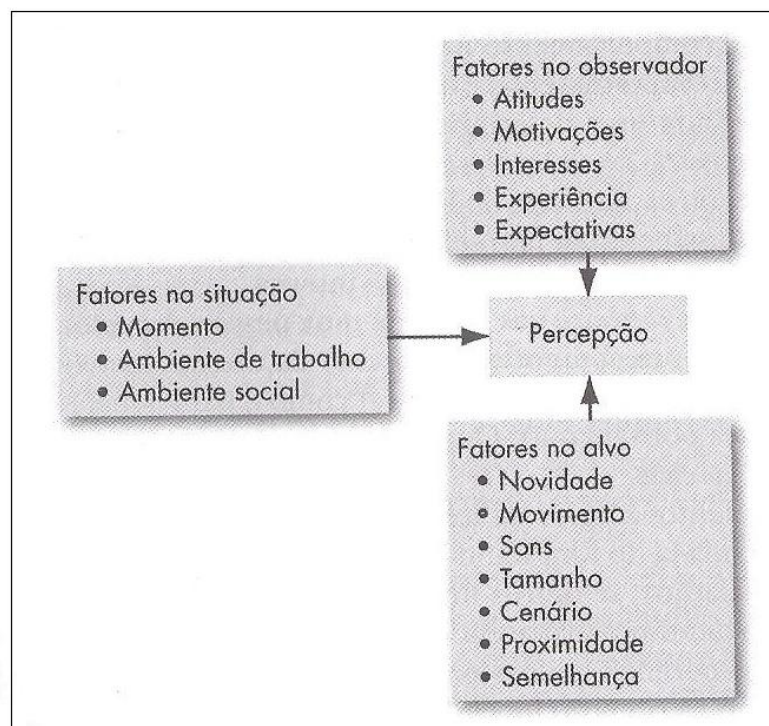 Fatores no observador
• Atitudes
• Motivações
• Interesses
• Experiência
• Expectativas
Fatores na situação
• Momento
• Ambiente de trabalho
• Ambiente social
Percepção
Fatores no alvo
• Novidade
• Movimento
• Sons
• Tamanho
• Cenário
• Proximidade
• Semelhança